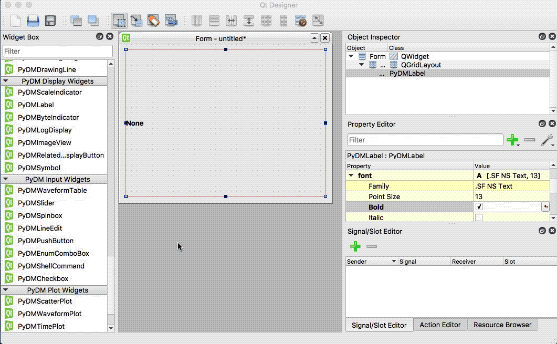 Qt Designer
Widget Box
Filter
PyDMDrawingLine
PyDM Display Widgets
PyDMScaleIndicator
PyDMLabel
PyDMByteIndicator
PyDMLogDisplay
PyDMImageView
PyDMRelated...splayButton
PyDMSymbol
PyDM Input Widgets
PyDMWaveformTable
PyDMSlider
PyDMSpinbox
PyDMLineEdit
PyDMPushButton
PyDMEnumComboBox
PyDMShellCommand
PyDMCheckbox
PyDM Plot Widgets
PyDMScatterPlot
PyDMWaveformPlot
PyDMTimePlot
Form - untitled*
None
Object Inspector
Object Class
Form QWidget
... QGridLayout
... PyDMLabel
Property Editor
Filter
PyDMLabel : PyDMLabel
Property Value
font A [.SF NS Text, 13]
Family .SF NS Text
Point Size 13
Bold
Italic
Signal/Slot Editor
Sender Signal Receiver Slot
Signal/Slot Editor Action Editor Resource Browser